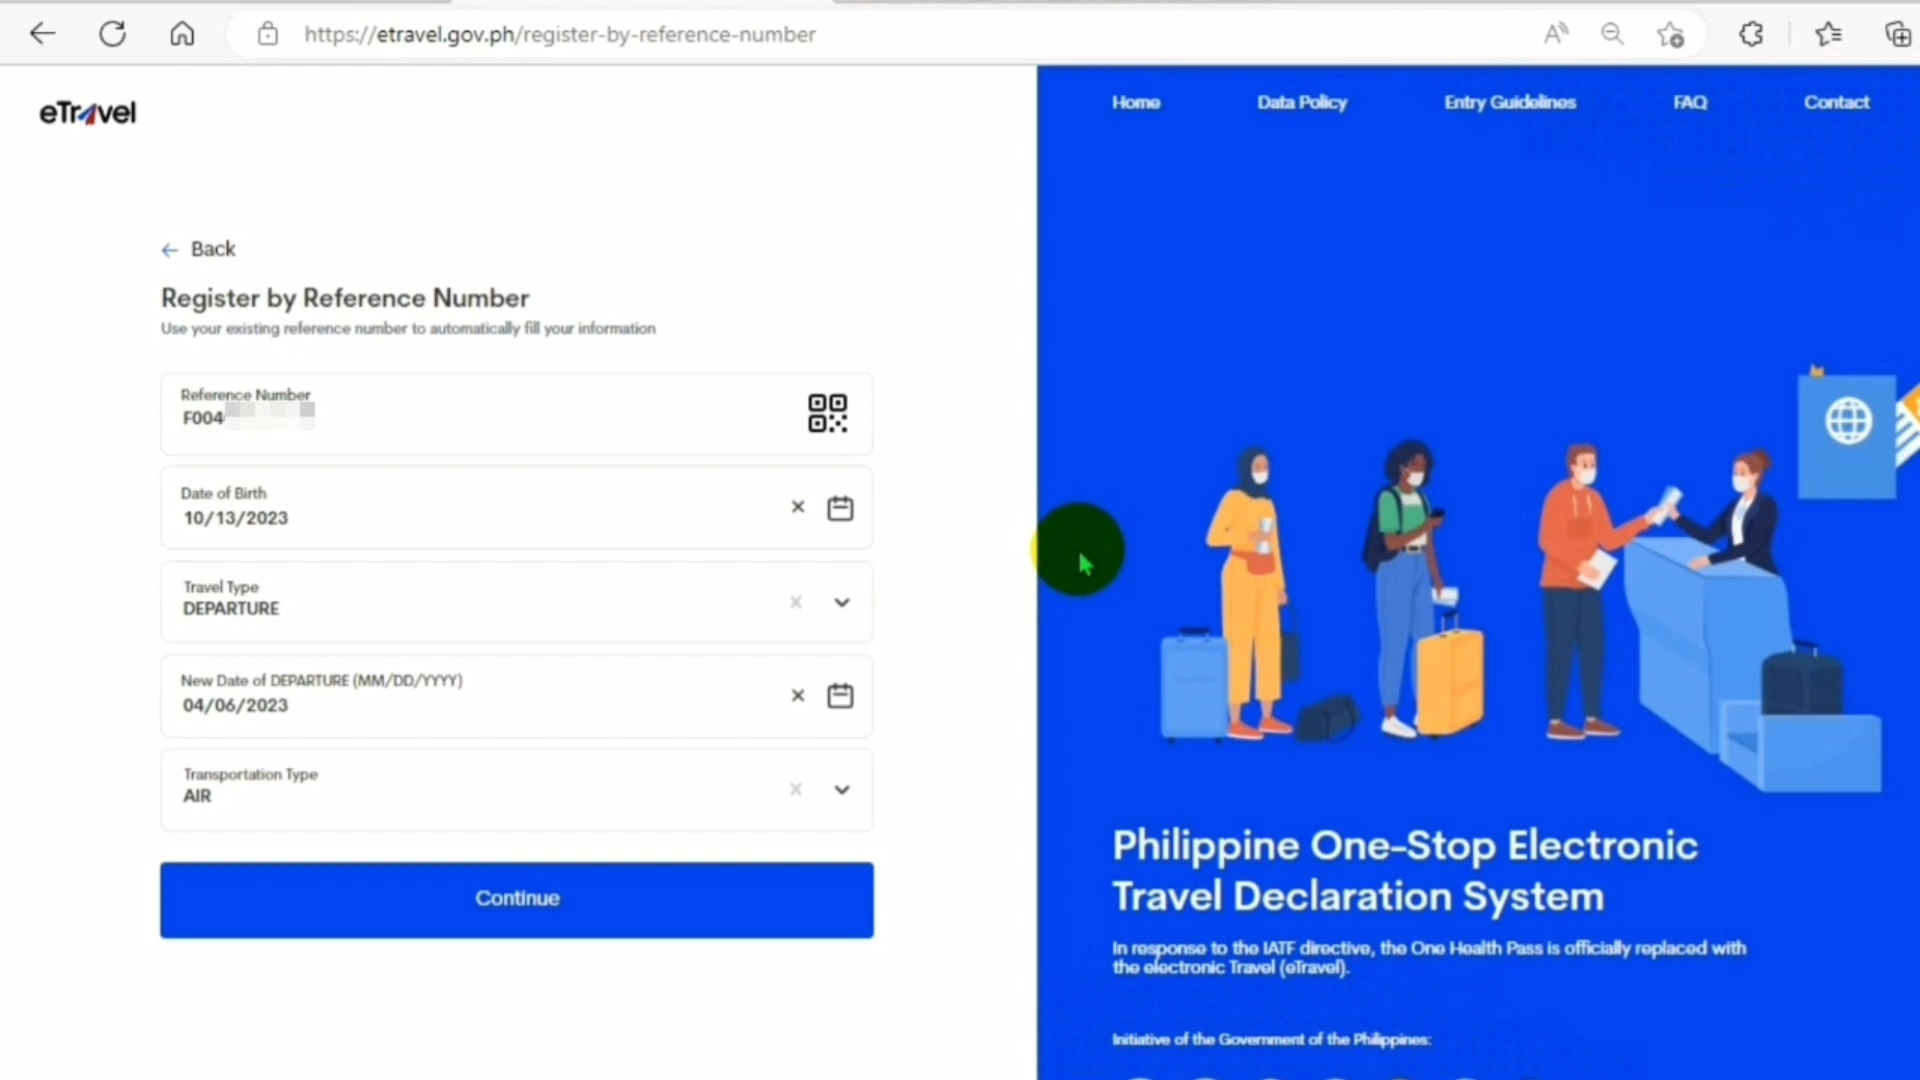 https://etravel.gov.ph/register-by-reference-number
eTravel
Home
Data Policy
Entry Guidelines
FAQ
Contact
Back
Register by Reference Number
Use your existing reference number to automatically fill your information
Reference Number
F004
Date of Birth
10/13/2023
Travel Type
DEPARTURE
New Date of DEPARTURE (MM/DD/YYYY)
04/06/2023
Transportation Type
AIR
Continue
Philippine One-Stop Electronic
Travel Declaration System
In response to the IATF directive, the One Health Pass is officially replaced with
the electronic Travel (eTravel).
Initiative of the Government of the Philippines: